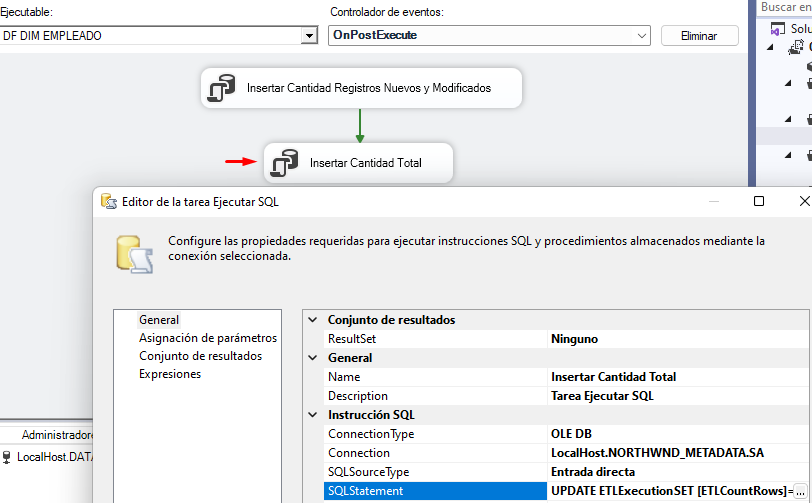 Ejecutable: Controlador de eventos: Buscar en
DF DIM EMPLEADO OnPostExecute Eliminar Solu
Insertar Cantidad Registros Nuevos y Modificados
Insertar Cantidad Total
Editor de la tarea Ejecutar SQL
Configure las propiedades requeridas para ejecutar instrucciones SQL y procedimientos almacenados mediante la
conexión seleccionada.
General
Asignación de parámetros
Conjunto de resultados
Expresiones
Conjunto de resultados
ResultSet Ninguno
General
Name Insertar Cantidad Total
Description Tarea Ejecutar SQL
Instrucción SQL
ConnectionType OLE DB
Connection LocalHost.NORTHWND_METADATA.SA
SQLSourceType Entrada directa
SQLStatement UPDATE ETLExecutionSET [ETLCountRows]= ...
Administradore
LocalHost.DATA